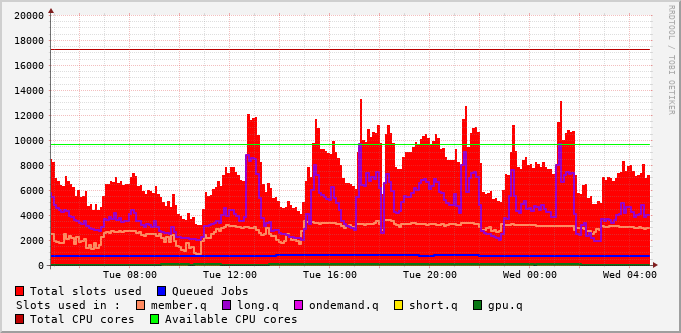 20000
18000
16000
14000
12000
10000
8000
6000
4000
2000
0
Tue 08:00 Tue 12:00 Tue 16:00 Tue 20:00 Wed 00:00 Wed 04:00
RRDTOOL / TOBI OETIKER
Total slots used Queued Jobs
Slots used in : member.q long.q ondemand.q short.q gpu.q
Total CPU cores Available CPU cores